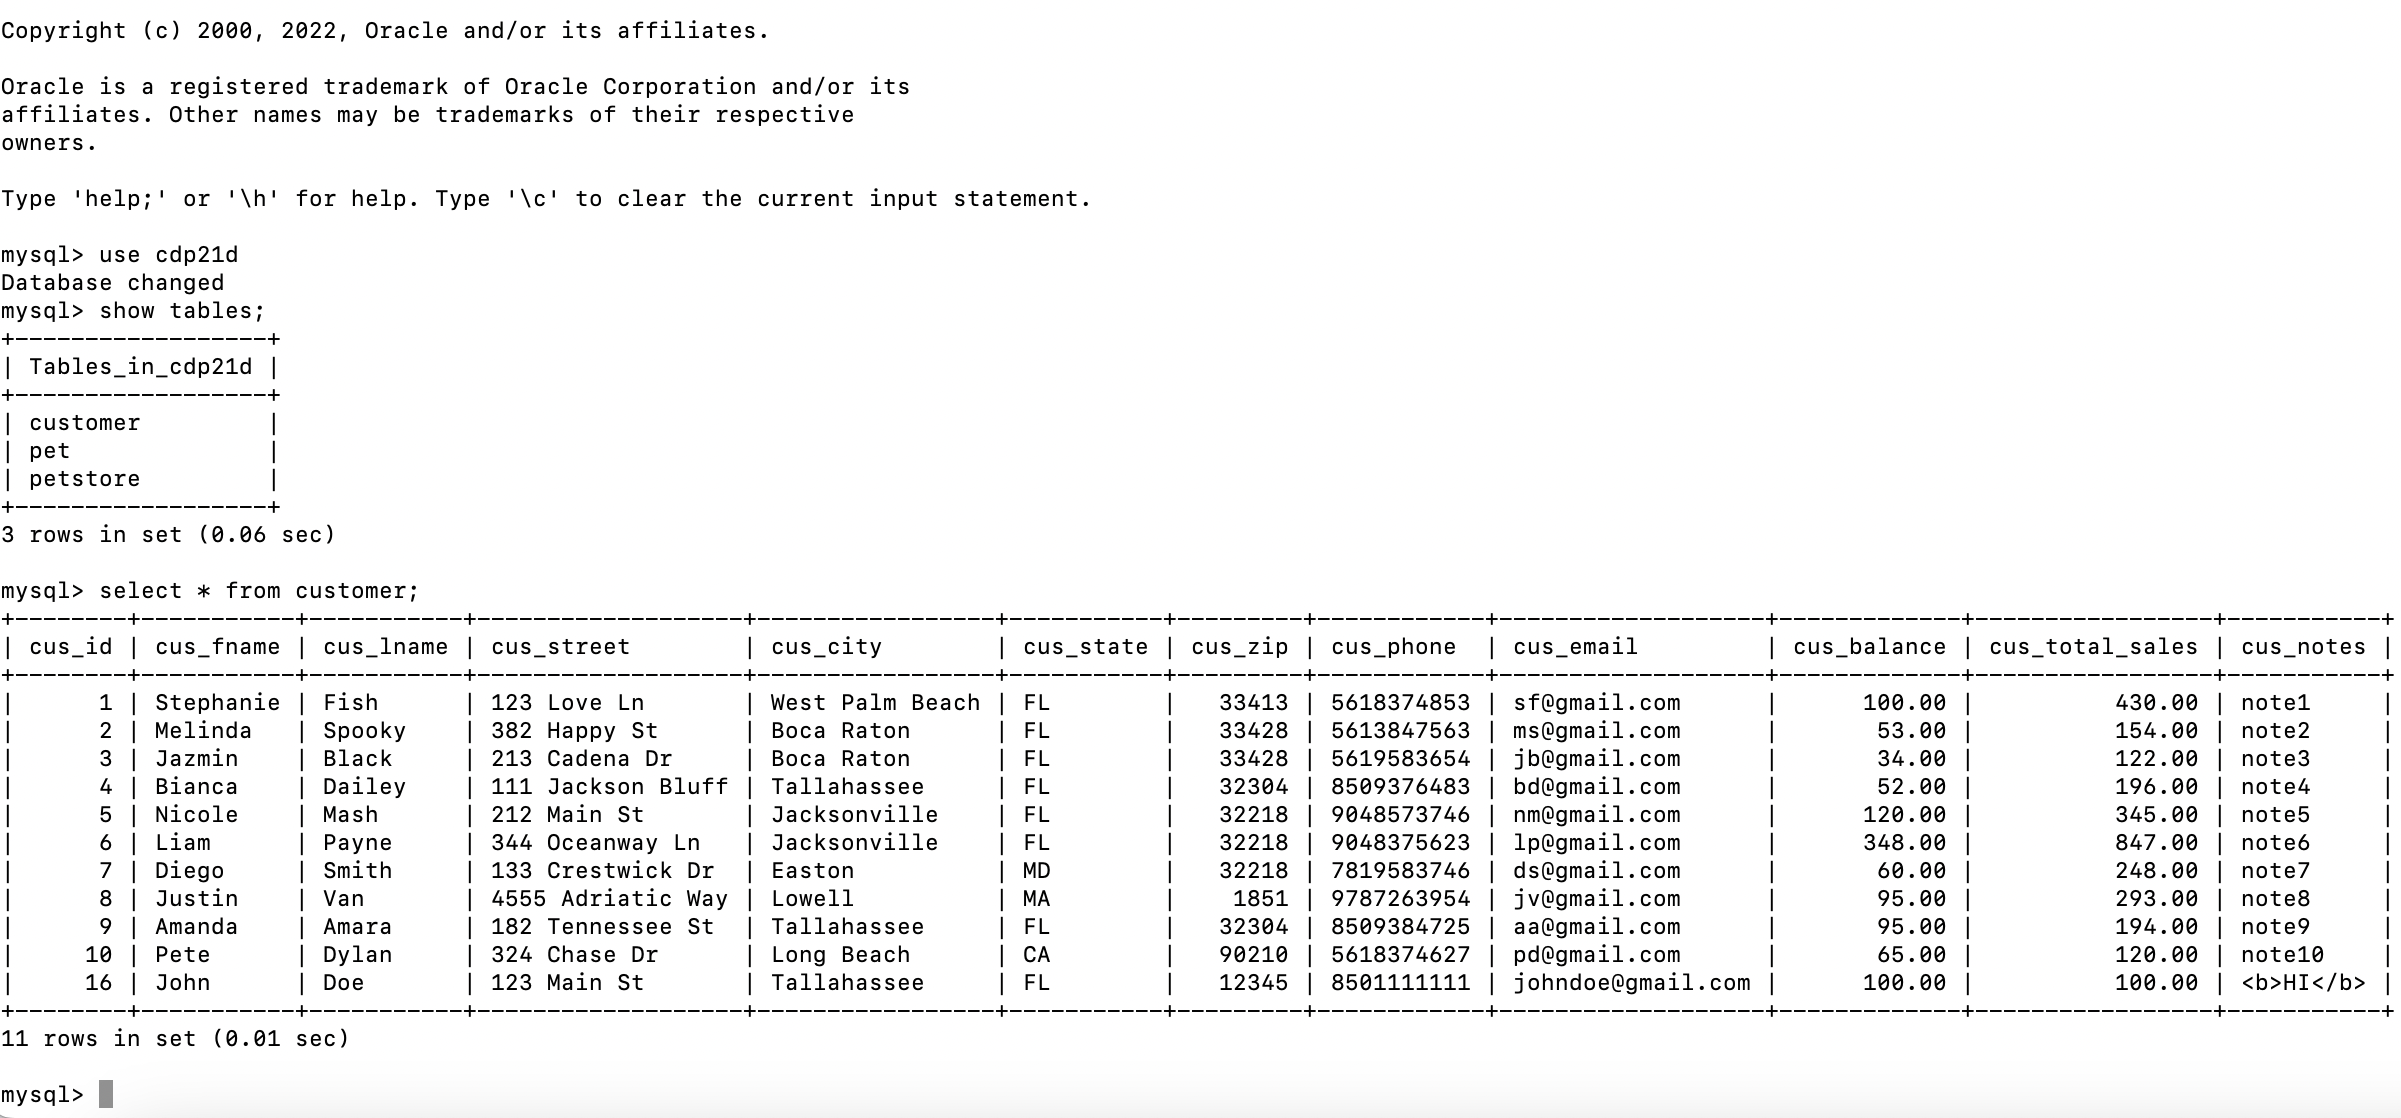 Copyright (c) 2000, 2022, Oracle and/or its affiliates.
Oracle is a registered trademark of Oracle Corporation and/or its
affiliates. Other names may be trademarks of their respective
owners.
Type 'help;' or '\h' for help. Type '\c' to clear the current input statement.
mysql> use cdp21d
Database changed
mysql> show tables;
+------------------+
| Tables_in_cdp21d |
+------------------+
| customer         |
| pet              |
| petstore         |
+------------------+
3 rows in set (0.06 sec)
mysql> select * from customer;
+--------+-----------+-----------+-------------------+-----------------+-----------+---------+------------+-------------------+-------------+-----------------+-----------+
| cus_id | cus_fname | cus_lname | cus_street        | cus_city        | cus_state | cus_zip | cus_phone  | cus_email         | cus_balance | cus_total_sales | cus_notes |
+--------+-----------+-----------+-------------------+-----------------+-----------+---------+------------+-------------------+-------------+-----------------+-----------+
|      1 | Stephanie | Fish      | 123 Love Ln       | West Palm Beach | FL        |   33413 | 5618374853 | sf@gmail.com      |      100.00 |          430.00 | note1     |
|      2 | Melinda   | Spooky    | 382 Happy St      | Boca Raton      | FL        |   33428 | 5613847563 | ms@gmail.com      |       53.00 |          154.00 | note2     |
|      3 | Jazmin    | Black     | 213 Cadena Dr     | Boca Raton      | FL        |   33428 | 5619583654 | jb@gmail.com      |       34.00 |          122.00 | note3     |
|      4 | Bianca    | Dailey    | 111 Jackson Bluff | Tallahassee     | FL        |   32304 | 8509376483 | bd@gmail.com      |       52.00 |          196.00 | note4     |
|      5 | Nicole    | Mash      | 212 Main St       | Jacksonville    | FL        |   32218 | 9048573746 | nm@gmail.com      |      120.00 |          345.00 | note5     |
|      6 | Liam      | Payne     | 344 Oceanway Ln   | Jacksonville    | FL        |   32218 | 9048375623 | lp@gmail.com      |      348.00 |          847.00 | note6     |
|      7 | Diego     | Smith     | 133 Crestwick Dr  | Easton          | MD        |   32218 | 7819583746 | ds@gmail.com      |       60.00 |          248.00 | note7     |
|      8 | Justin    | Van       | 4555 Adriatic Way | Lowell          | MA        |    1851 | 9787263954 | jv@gmail.com      |       95.00 |          293.00 | note8     |
|      9 | Amanda    | Amara     | 182 Tennessee St  | Tallahassee     | FL        |   32304 | 8509384725 | aa@gmail.com      |       95.00 |          194.00 | note9     |
|     10 | Pete      | Dylan     | 324 Chase Dr      | Long Beach      | CA        |   90210 | 5618374627 | pd@gmail.com      |       65.00 |          120.00 | note10    |
|     16 | John      | Doe       | 123 Main St       | Tallahassee     | FL        |   12345 | 8501111111 | johndoe@gmail.com |      100.00 |          100.00 | <b>HI</b> |
+--------+-----------+-----------+-------------------+-----------------+-----------+---------+------------+-------------------+-------------+-----------------+-----------+
11 rows in set (0.01 sec)
mysql>